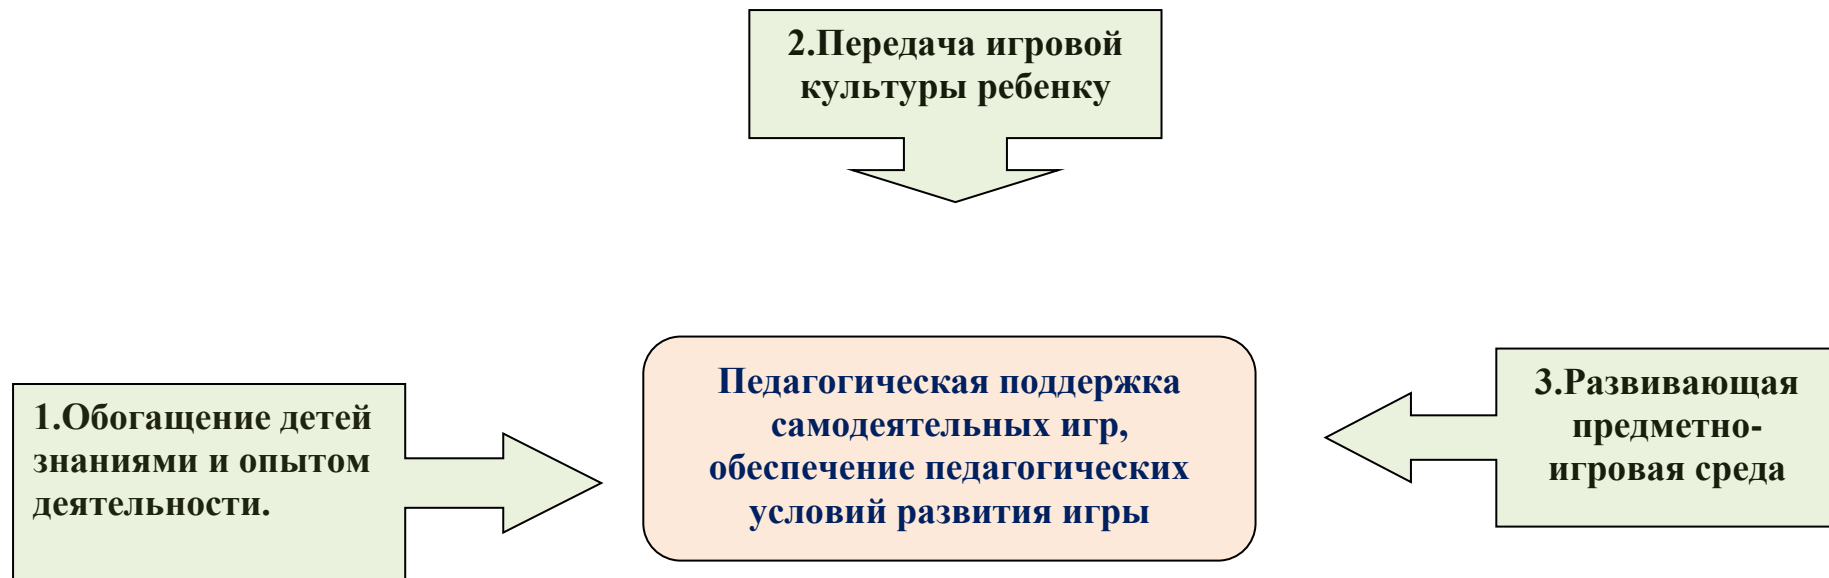 2.Передача игровой
культуры ребенку
1.Обогащение детей
знаниями и опытом
деятельности.
Педагогическая поддержка
самодеятельных игр,
обеспечение педагогических
условий развития игры
3.Развивающая
предметно-
игровая среда